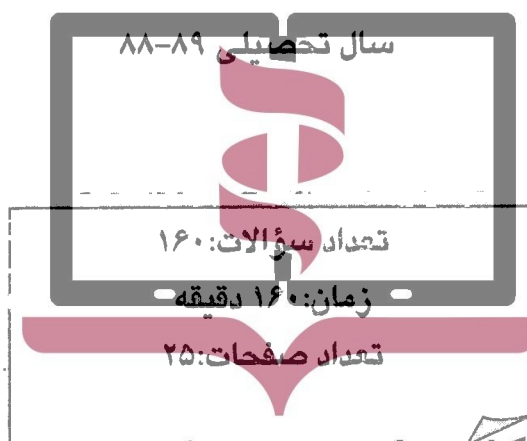 سال تحصیلی ۸۹-۸۸
تعداد سؤالات:۱۶۰
زمان:۱۶۰ دقیقه
تعداد صفحات:۲۵